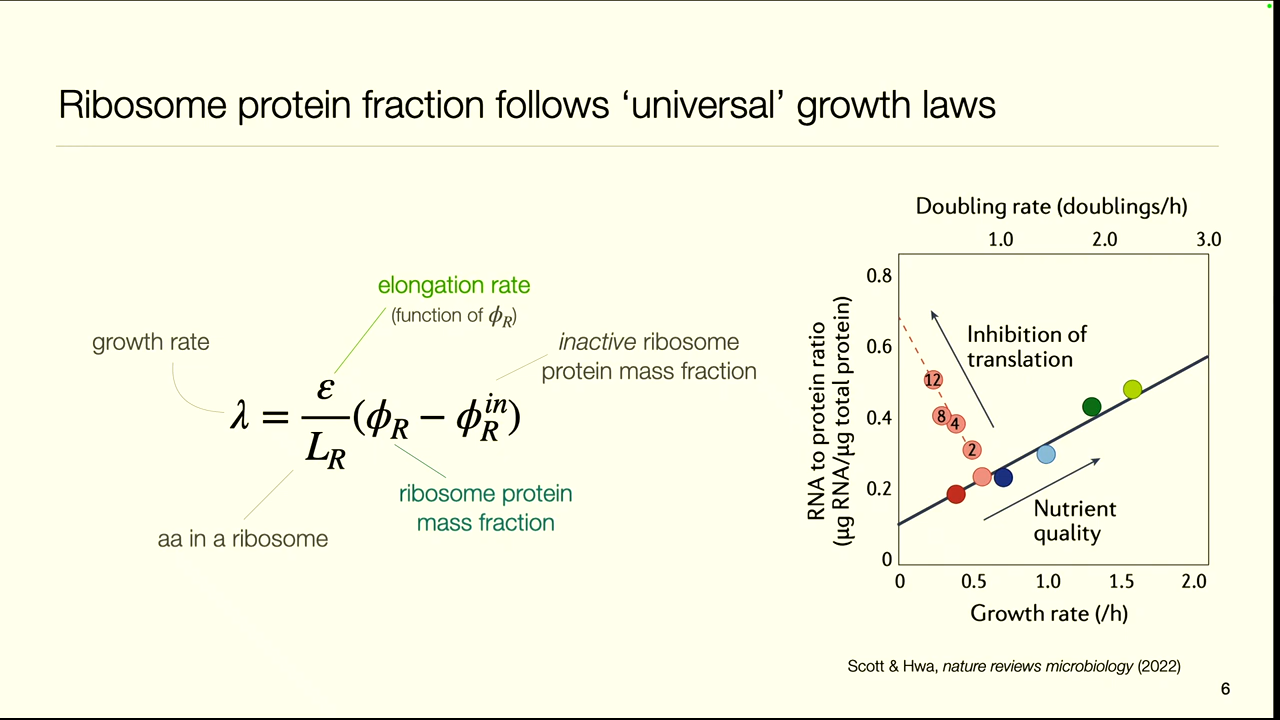 Ribosome protein fraction follows ‘universal’ growth laws
elongation rate
(function of ϕ_R)
growth rate
inactive ribosome
protein mass fraction
λ = ε/L_R (ϕ_R − ϕ_R^in)
ribosome protein
mass fraction
aa in a ribosome
Doubling rate (doublings/h)
1.0 2.0 3.0
RNA to protein ratio
(μg RNA/μg total protein)
0.8
0.6
0.4
0.2
0
Inhibition of
translation
12
8
4
2
Nutrient
quality
0 0.5 1.0 1.5 2.0
Growth rate (/h)
Scott & Hwa, nature reviews microbiology (2022)
6